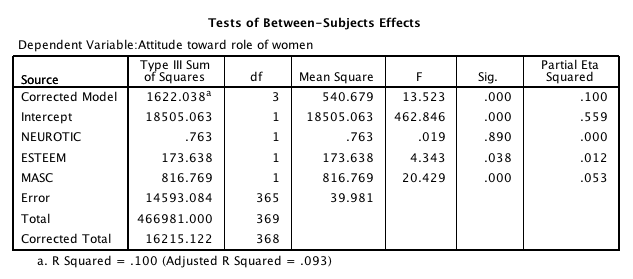 Tests of Between-Subjects Effects
Dependent Variable:Attitude toward role of women
Source Type III Sum of Squares df Mean Square F Sig. Partial Eta Squared
Corrected Model 1622.038a 3 540.679 13.523 .000 .100
Intercept 18505.063 1 18505.063 462.846 .000 .559
NEUROTIC .763 1 .763 .019 .890 .000
ESTEEM 173.638 1 173.638 4.343 .038 .012
MASC 816.769 1 816.769 20.429 .000 .053
Error 14593.084 365 39.981
Total 466981.000 369
Corrected Total 16215.122 368
a. R Squared = .100 (Adjusted R Squared = .093)